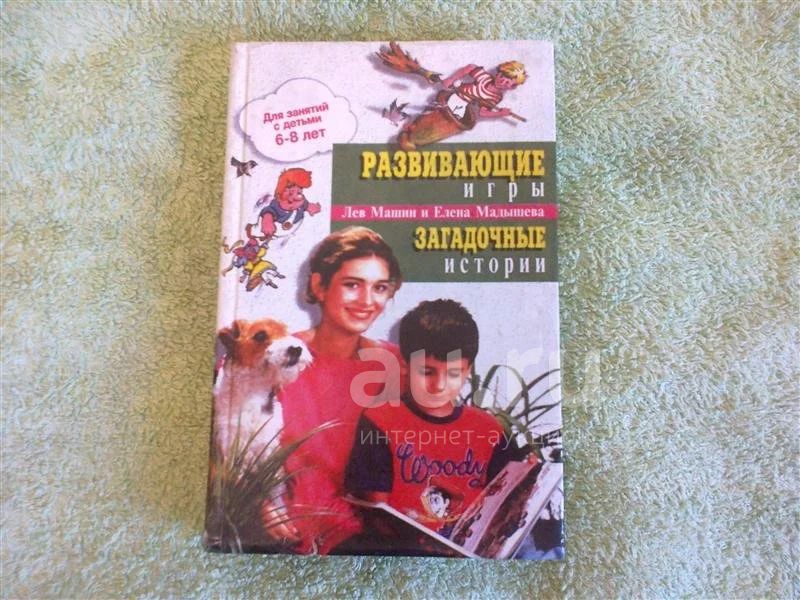 Для занятий
с детьми
6-8 лет
РАЗВИВАЮЩИЕ
игры
Лев Машин и Елена Мадышева
ЗАГАДОЧНЫЕ
истории
au.ru
интернет-аукцион
Woody